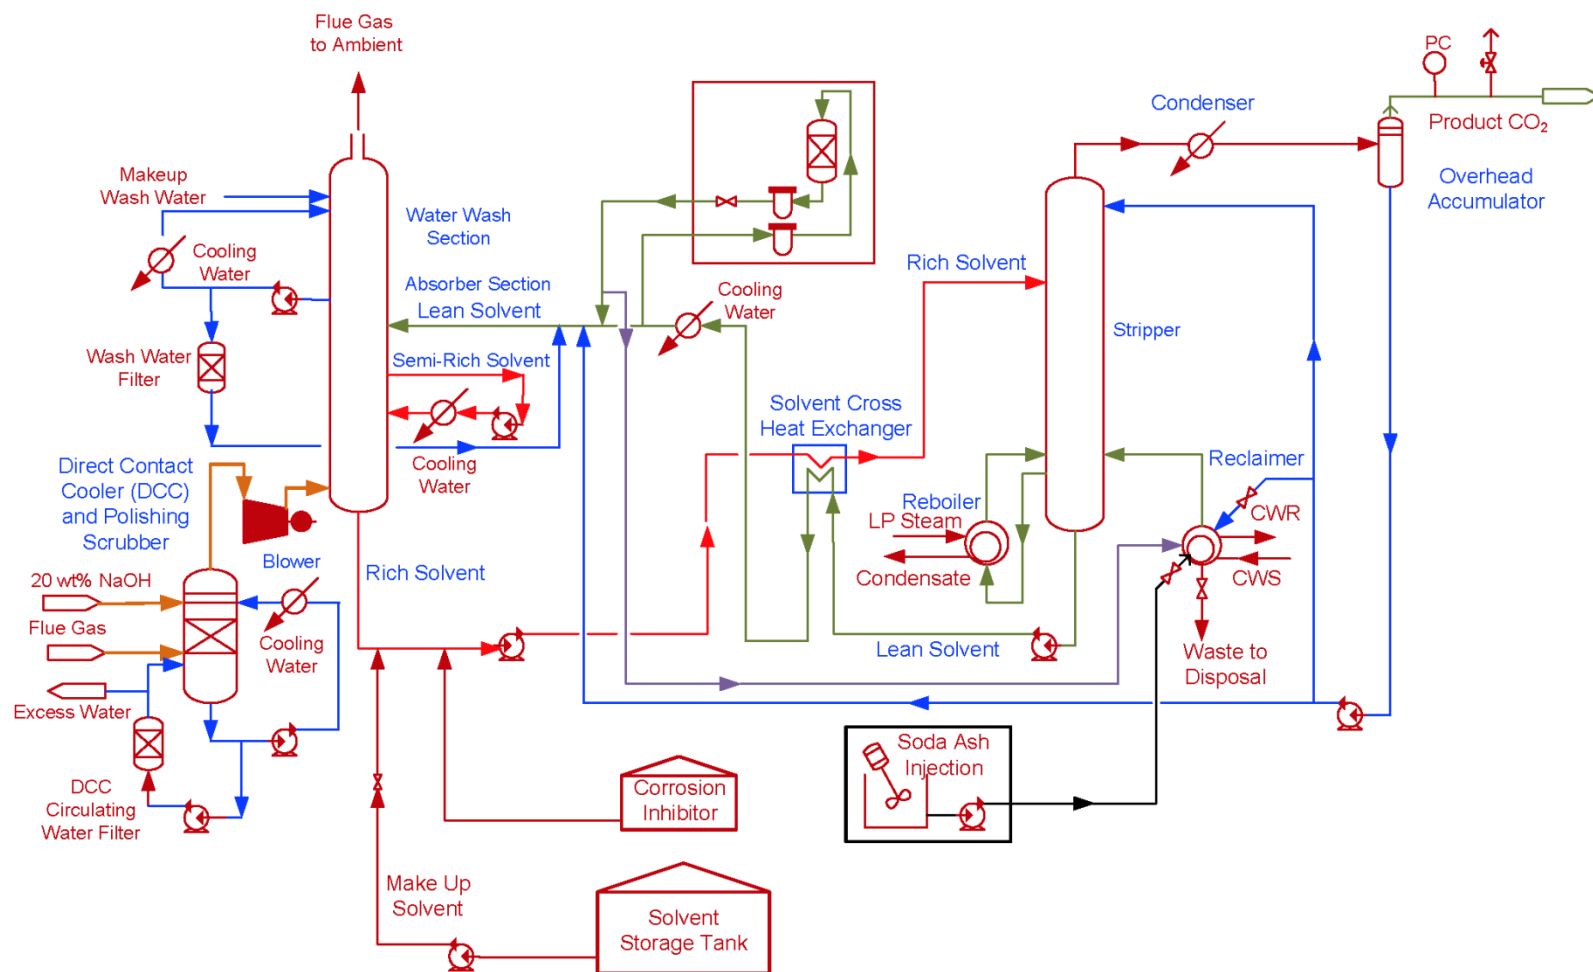 Flue Gas
to Ambient
PC
Condenser
Product CO₂
Makeup
Wash Water
Overhead
Accumulator
Water Wash
Section
Cooling
Water
Rich Solvent
Absorber Section
Lean Solvent
Cooling
Water
Stripper
Wash Water
Filter
Semi-Rich Solvent
Solvent Cross
Heat Exchanger
Direct Contact
Cooler (DCC)
and Polishing
Scrubber
Cooling
Water
Reclaimer
Reboiler
LP Steam
CWR
Condensate
CWS
Blower
Rich Solvent
20 wt% NaOH
Flue Gas
Cooling
Water
Lean Solvent
Waste to
Disposal
Excess Water
Soda Ash
Injection
DCC
Circulating
Water Filter
Corrosion
Inhibitor
Make Up
Solvent
Solvent
Storage Tank